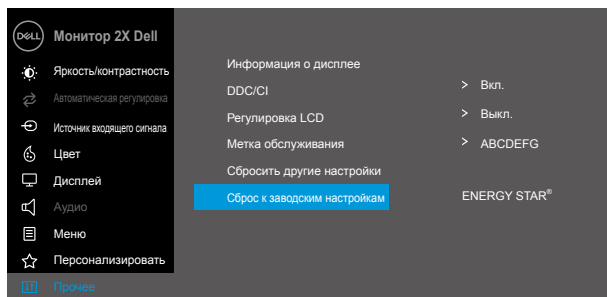 DELL Монитор 2X Dell
Яркость/контрастность
Автоматическая регулировка
Источник входящего сигнала
Цвет
Дисплей
Аудио
Меню
Персонализировать
Прочее
Информация о дисплее
DDC/CI > Вкл.
Регулировка LCD > Выкл.
Метка обслуживания > ABCDEFG
Сбросить другие настройки
Сброс к заводским настройкам ENERGY STAR®